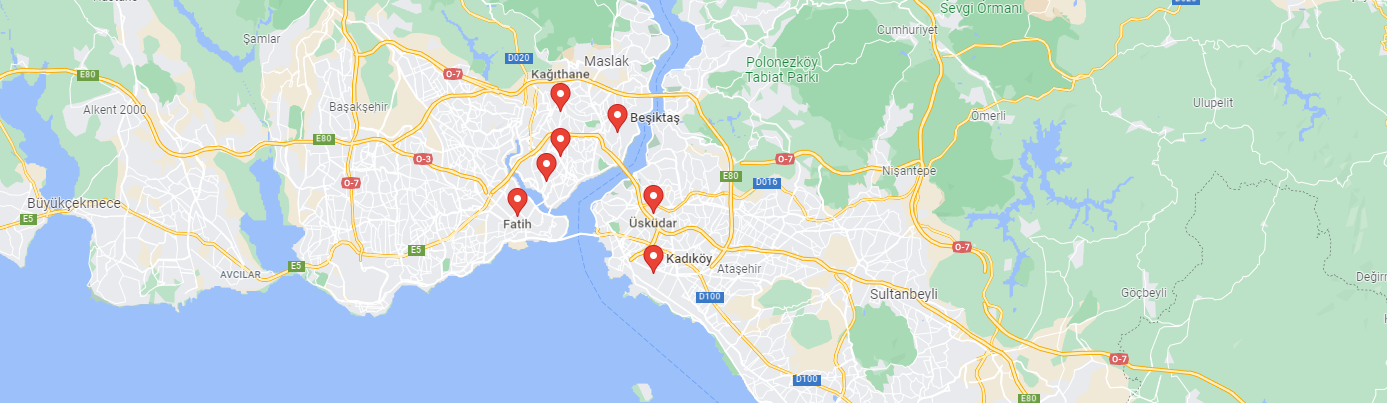 Sevgi Ormanı
D020
Cumhuriyet
Şamlar
D020
Maslak
Polonezköy
Tabiat Parkı
E80
O-7
Kağıthane
Alkent 2000
Başakşehir
Ulupelit
Beşiktaş
Ömerli
E80
O-3
O-7
Nişantepe
O-7
E80
D016
Büyükçekmece
E5
Fatih
Üsküdar
E5
O-7
Kadıköy
Ataşehir
AVCILAR
E5
D100
Sultanbeyli
Göçbeyli
Değirm
O-7
D100
E80